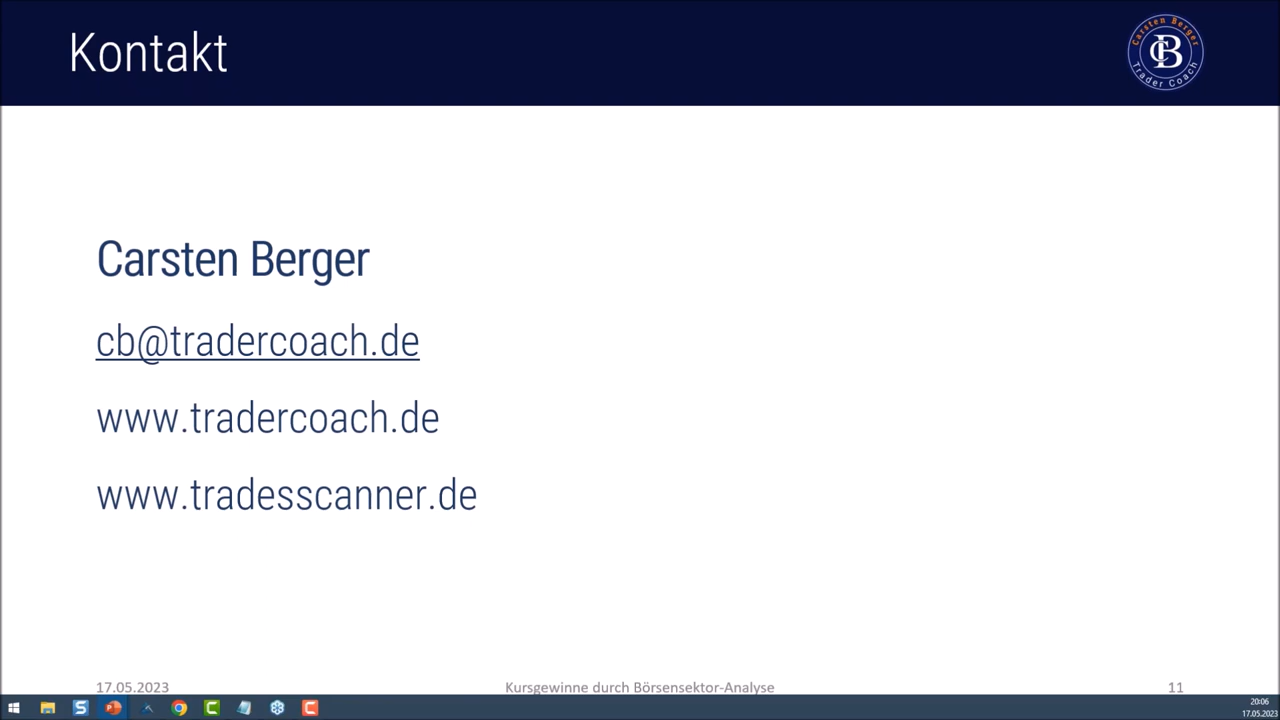 Kontakt
Carsten Berger
Trader Coach
Carsten Berger
cb@tradercoach.de
www.tradercoach.de
www.tradesscanner.de
17.05.2023
Kursgewinne durch Börsensektor-Analyse
11
20:06
17.05.2023